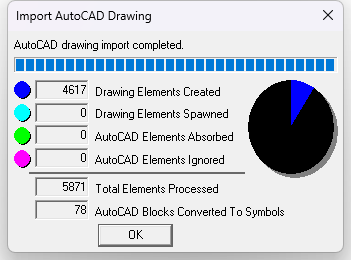 Import AutoCAD Drawing
AutoCAD drawing import completed.
4617 Drawing Elements Created
0 Drawing Elements Spawned
0 AutoCAD Elements Absorbed
0 AutoCAD Elements Ignored
5871 Total Elements Processed
78 AutoCAD Blocks Converted To Symbols
OK